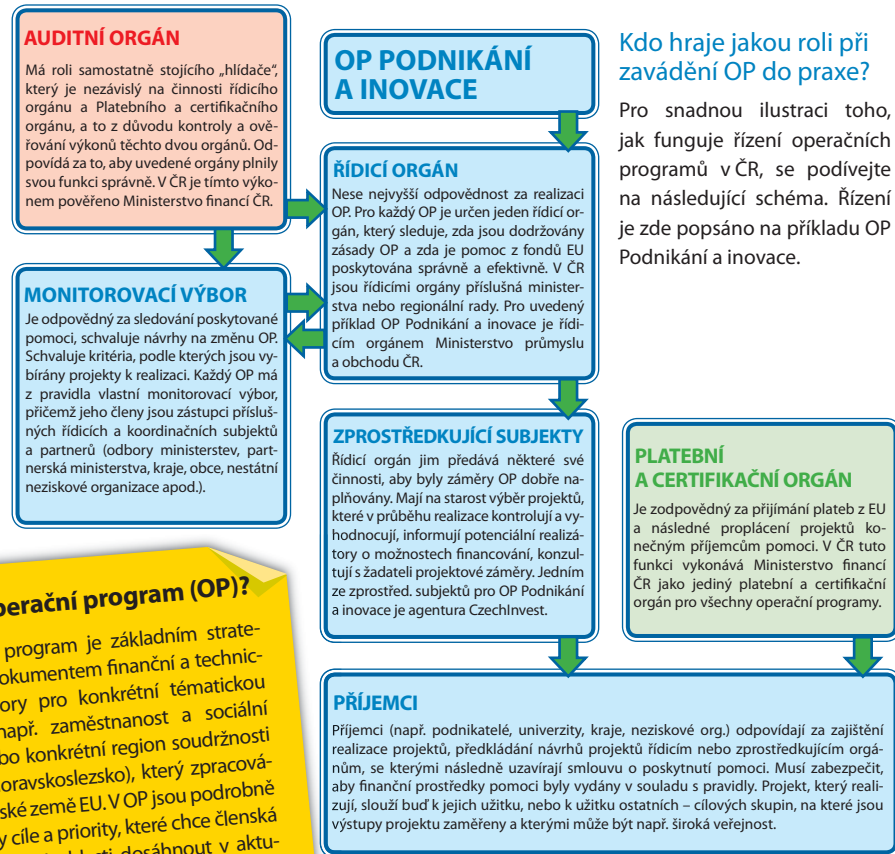 AUDITNÍ ORGÁN
Má roli samostatně stojícího „hlídače“,
který je nezávislý na činnosti řídicího
orgánu a Platebního a certifikačního
orgánu, a to z důvodu kontroly a ově-
řování výkonů těchto dvou orgánů. Od-
povídá za to, aby uvedené orgány plnily
svou funkci správně. V ČR je tímto výko-
nem pověřeno Ministerstvo financí ČR.
MONITOROVACÍ VÝBOR
Je odpovědný za sledování poskytované
pomoci, schvaluje návrhy na změnu OP.
Schvaluje kritéria, podle kterých jsou vy-
bírány projekty k realizaci. Každý OP má
z pravidla vlastní monitorovací výbor,
přičemž jeho členy jsou zástupci přísluš-
ných řídicích a koordinačních subjektů
a partnerů (odbory ministerstev, part-
nerská ministerstva, kraje, obce, nestátní
neziskové organizace apod.).
OP PODNIKÁNÍ
A INOVACE
ŘÍDICÍ ORGÁN
Nese nejvyšší odpovědnost za realizaci
OP. Pro každý OP je určen jeden řídicí or-
gán, který sleduje, zda jsou dodržovány
zásady OP a zda je pomoc z fondů EU
poskytována správně a efektivně. V ČR
jsou řídicími orgány příslušná minister-
stva nebo regionální rady. Pro uvedený
příklad OP Podnikání a inovace je řídi-
cím orgánem Ministerstvo průmyslu
a obchodu ČR.
ZPROSTŘEDKUJÍCÍ SUBJEKTY
Řídicí orgán jim předává některé své
činnosti, aby byly záměry OP dobře na-
plňovány. Mají na starost výběr projektů,
které v průběhu realizace kontrolují a vy-
hodnocují, informují potenciální realizá-
tory o možnostech financování, konzul-
tují s žadateli projektové záměry. Jedním
ze zprostřed. subjektů pro OP Podnikání
a inovace je agentura CzechInvest.
Kdo hraje jakou roli při
zavádění OP do praxe?
Pro snadnou ilustraci toho,
jak funguje řízení operačních
programů v ČR, se podívejte
na následující schéma. Řízení
je zde popsáno na příkladu OP
Podnikání a inovace.
PLATEBNÍ
A CERTIFIKAČNÍ ORGÁN
Je zodpovědný za přijímání plateb z EU
a následné proplácení projektů ko-
nečným příjemcům pomoci. V ČR tuto
funkci vykonává Ministerstvo financí
ČR jako jediný platební a certifikační
orgán pro všechny operační programy.
PŘÍJEMCI
Příjemci (např. podnikatelé, univerzity, kraje, neziskové org.) odpovídají za zajištění
realizace projektů, předkládání návrhů projektů řídicím nebo zprostředkujícím orgá-
nům, se kterými následně uzavírají smlouvu o poskytnutí pomoci. Musí zabezpečit,
aby finanční prostředky pomoci byly vydány v souladu s pravidly. Projekt, který reali-
zují, slouží buď k jejich užitku, nebo k užitku ostatních – cílových skupin, na které jsou
výstupy projektu zaměřeny a kterými může být např. široká veřejnost.
perační program (OP)?
program je základním strate-
okumentem finanční a technic-
ory pro konkrétní tématickou
např. zaměstnanost a sociální
bo konkrétní region soudržnosti
oravskoslezsko), který zpracová-
ské země EU. V OP jsou podrobně
y cíle a priority, které chce členská
dosáhnout v aktu-